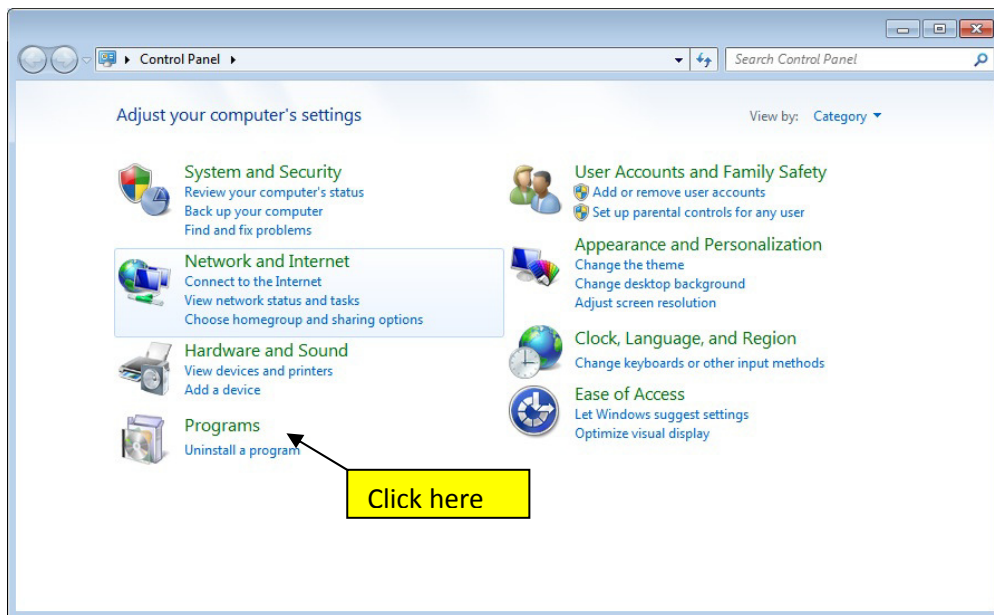 Control Panel
Search Control Panel
Adjust your computer's settings
View by: Category
System and Security
Review your computer's status
Back up your computer
Find and fix problems
Network and Internet
Connect to the Internet
View network status and tasks
Choose homegroup and sharing options
Hardware and Sound
View devices and printers
Add a device
Programs
Uninstall a program
User Accounts and Family Safety
Add or remove user accounts
Set up parental controls for any user
Appearance and Personalization
Change the theme
Change desktop background
Adjust screen resolution
Clock, Language, and Region
Change keyboards or other input methods
Ease of Access
Let Windows suggest settings
Optimize visual display
Click here